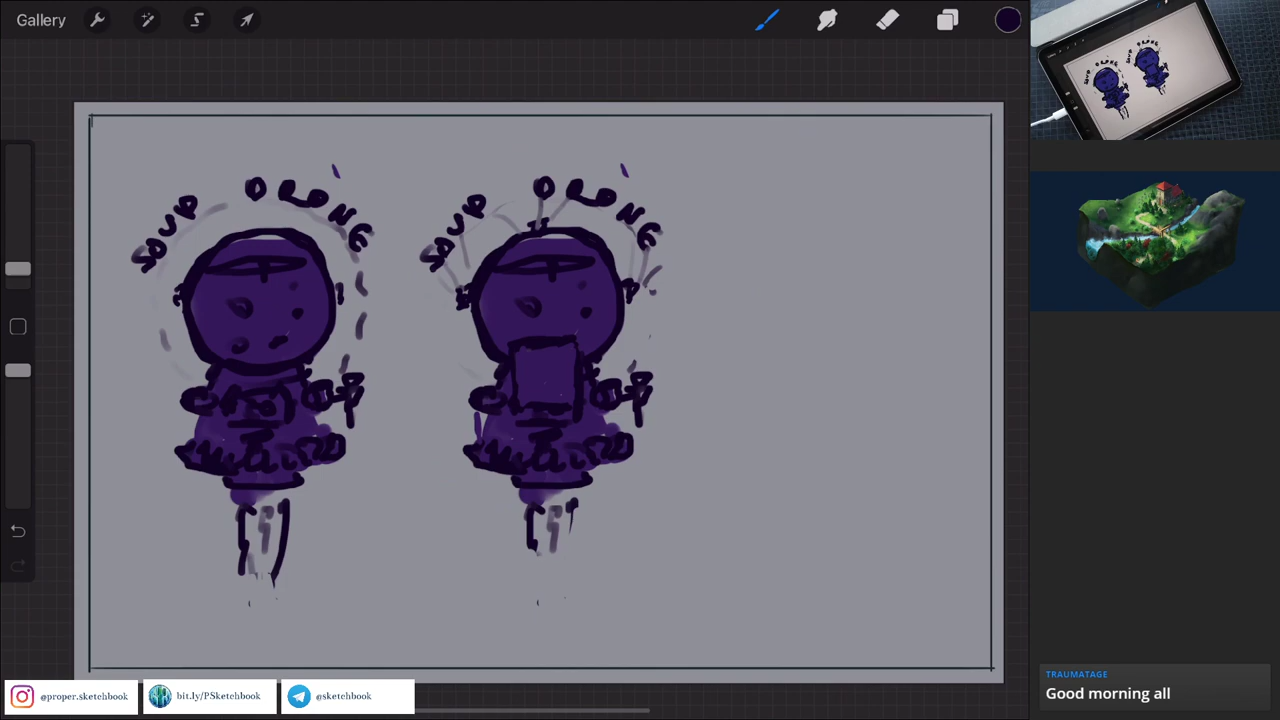 Gallery
SOUP DRONE
SOUP DRONE
@proper.sketchbook
bit.ly/PSketchbook
@sketchbook
TRAUMATAGE
Good morning all